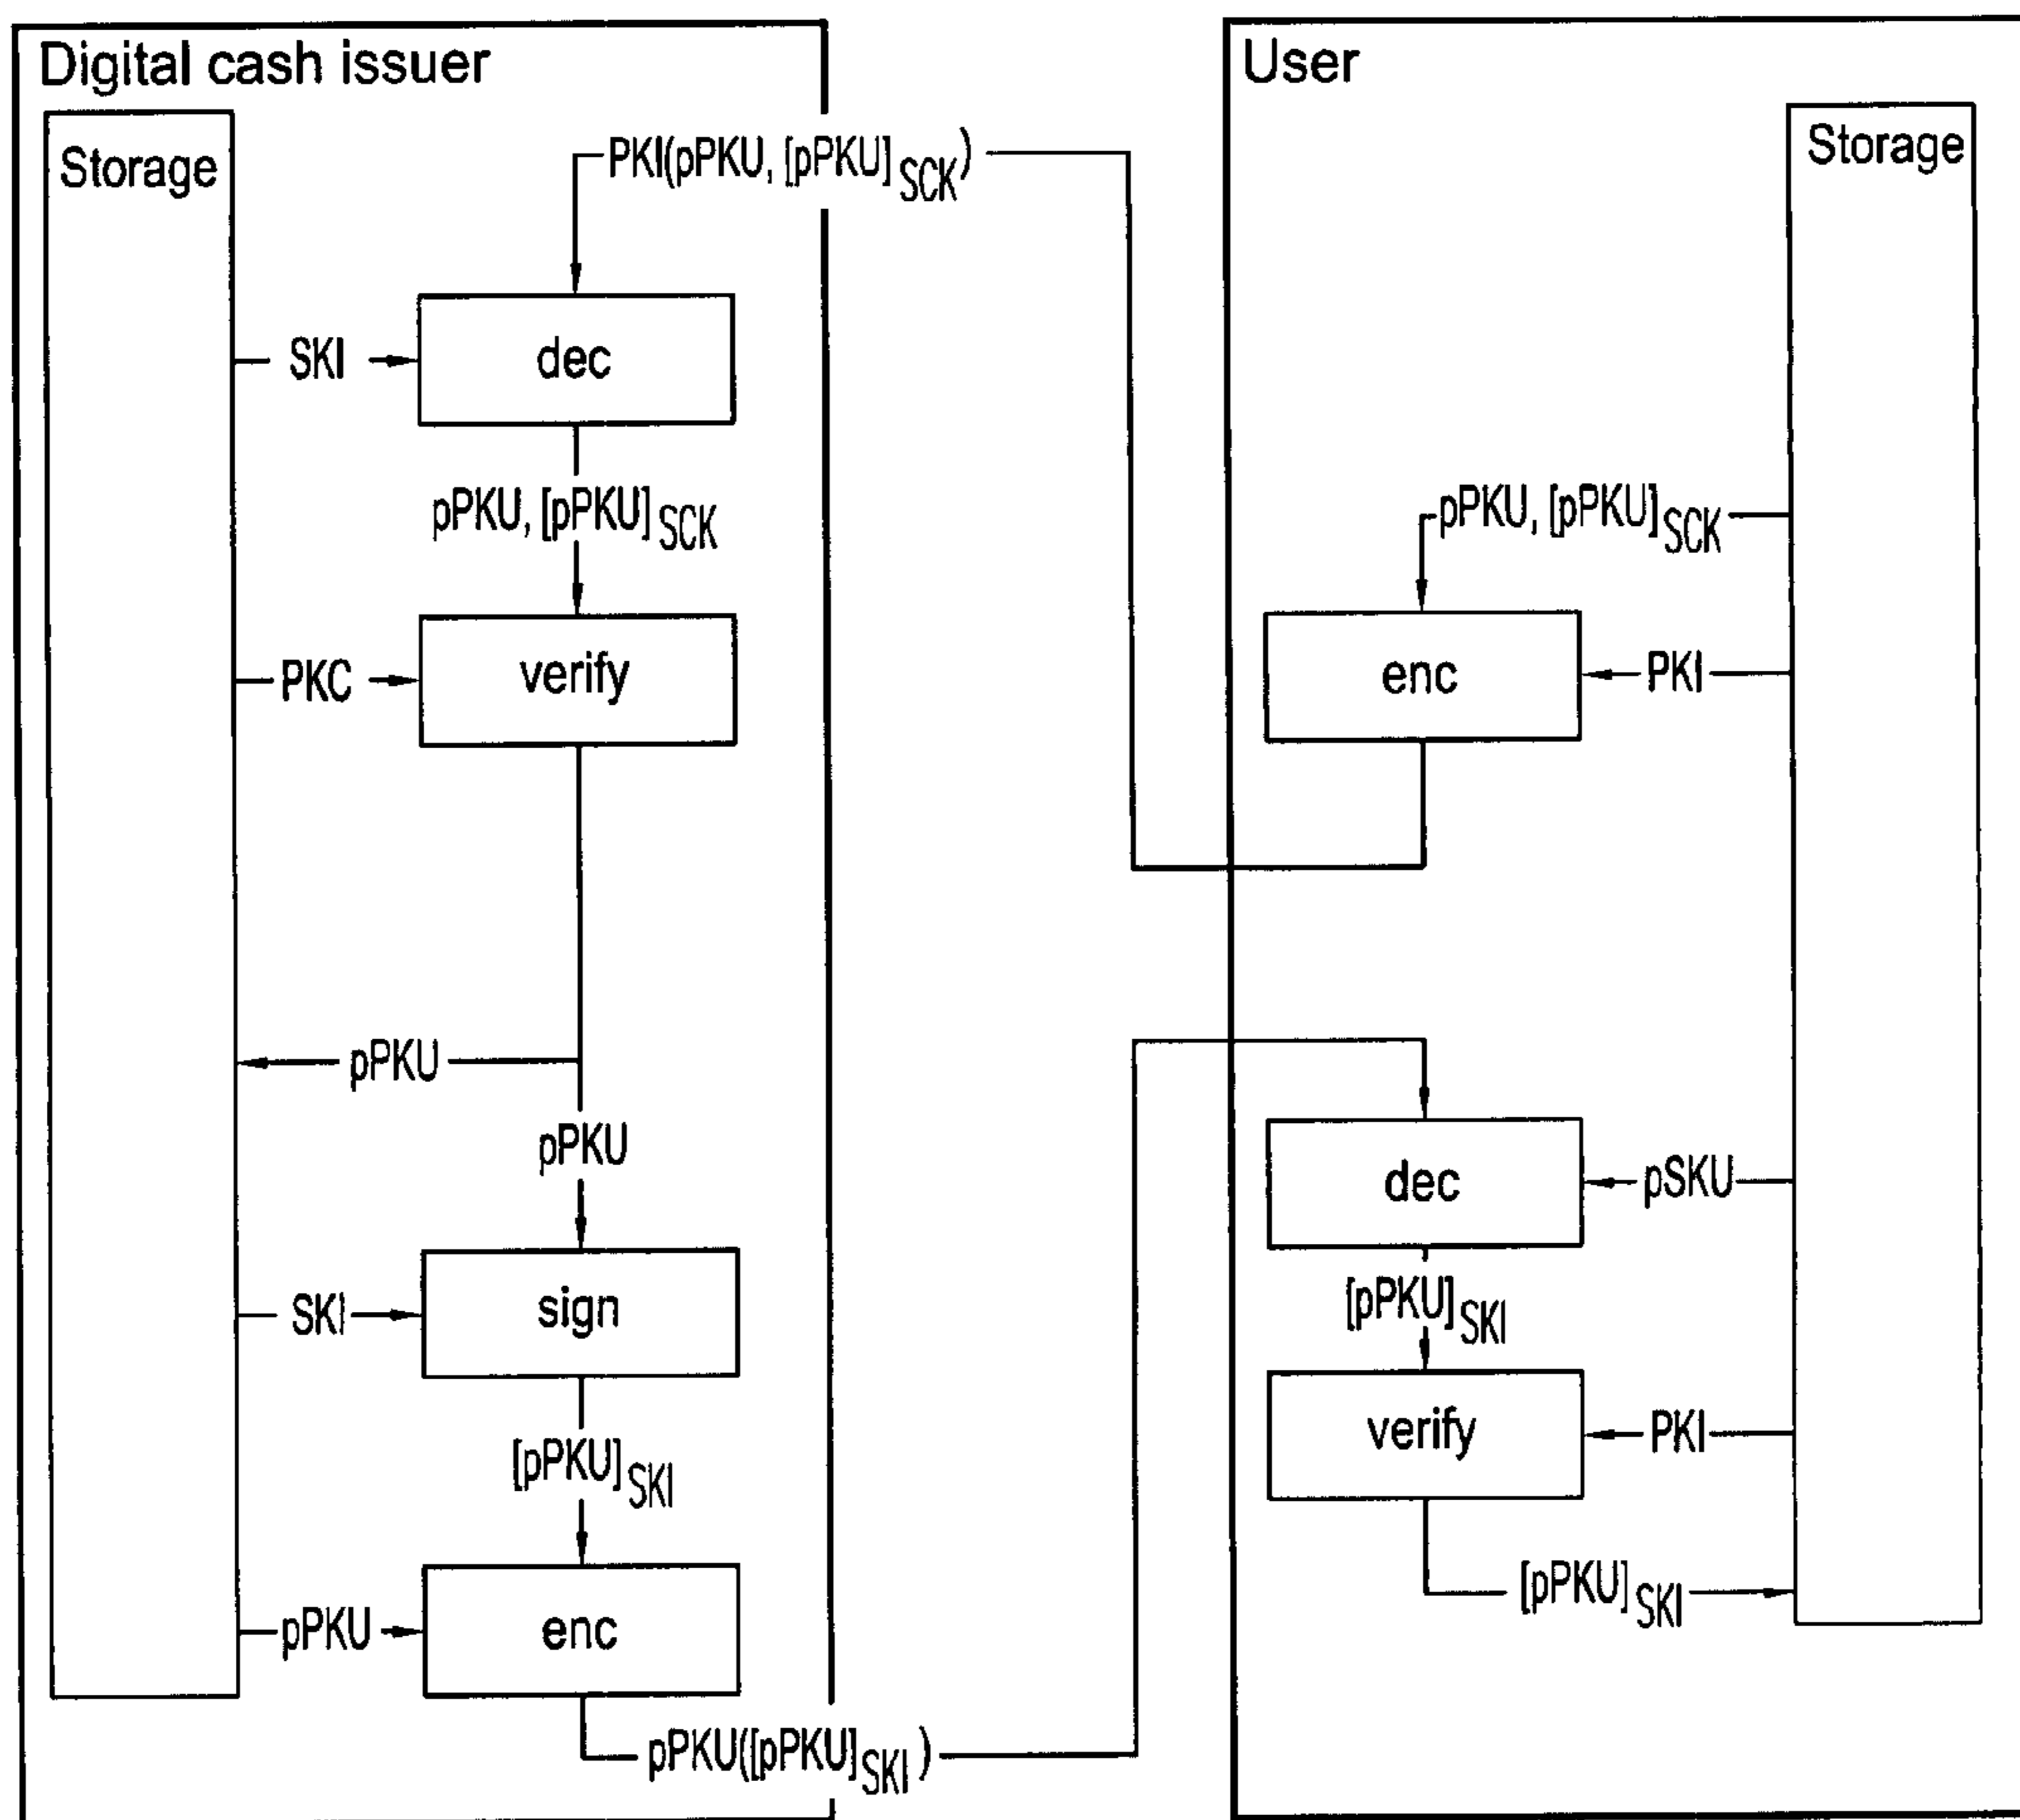 Digital cash issuer
Storage
PKI(pPKU, [pPKU]SCK)
SKI
dec
pPKU, [pPKU]SCK
PKC
verify
pPKU
pPKU
SKI
sign
[pPKU]SKI
pPKU
enc
pPKU([pPKU]SKI)
User
Storage
pPKU, [pPKU]SCK
enc
PKI
dec
pSKU
[pPKU]SKI
verify
PKI
[pPKU]SKI